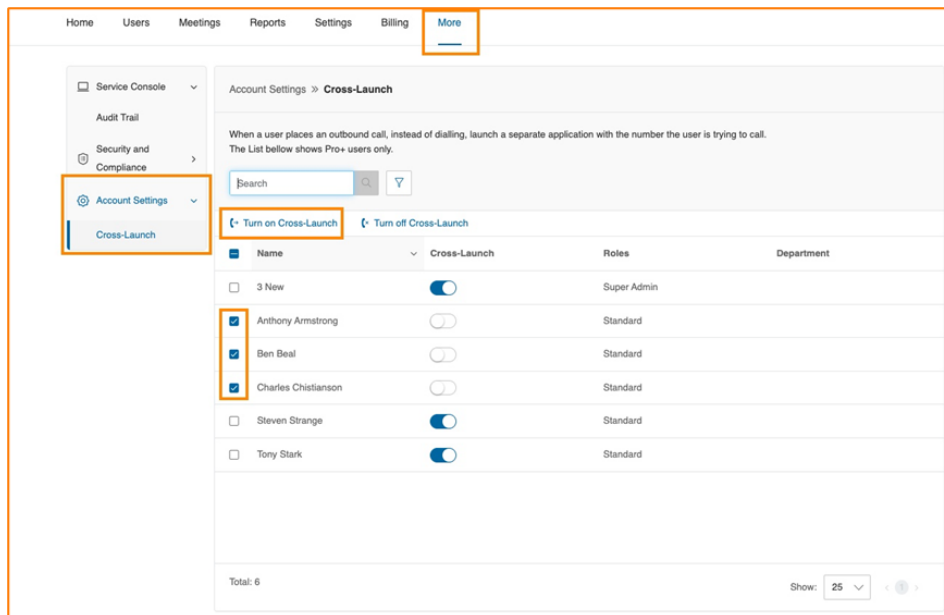 Home Users Meetings Reports Settings Billing More
Service Console
Audit Trail
Security and
Compliance
Account Settings
Cross-Launch
Account Settings » Cross-Launch
When a user places an outbound call, instead of dialling, launch a separate application with the number the user is trying to call.
The List bellow shows Pro+ users only.
Search
Turn on Cross-Launch Turn off Cross-Launch
Name Cross-Launch Roles Department
3 New Super Admin
Anthony Armstrong Standard
Ben Beal Standard
Charles Chistianson Standard
Steven Strange Standard
Tony Stark Standard
Total: 6
Show: 25 1